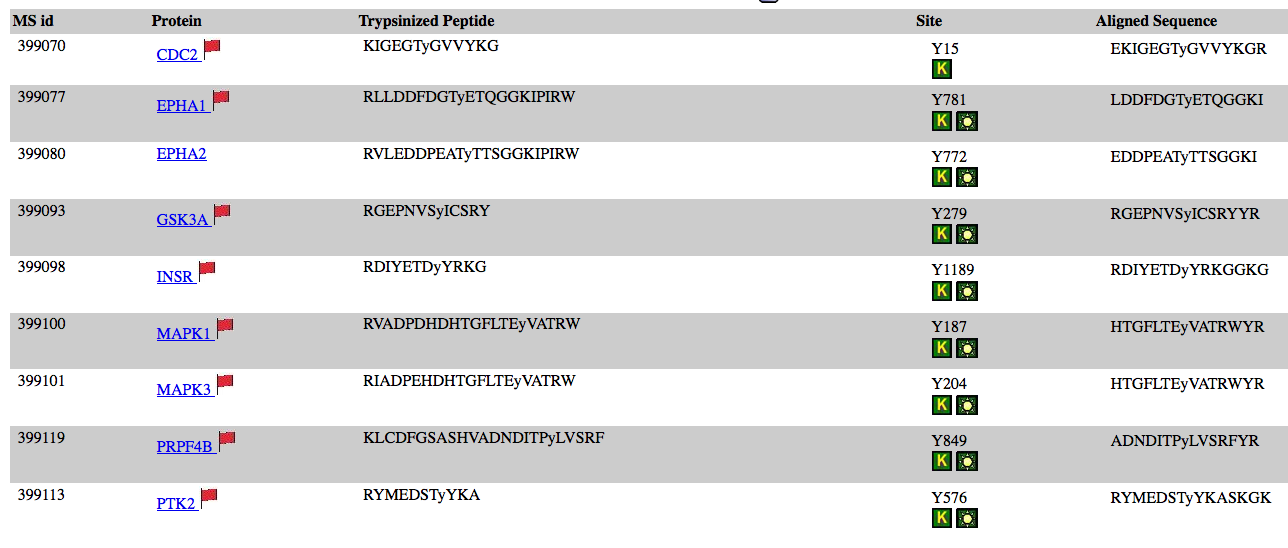 MS id Protein Trypsinized Peptide Site Aligned Sequence
399070 CDC2 KIGEGTyGVVYKG Y15 EKIGEGTyGVVYKGR
K
399077 EPHA1 RLLDDFDGTyETQGGKIPIRW Y781 LDDFDGTyETQGGKI
K
399080 EPHA2 RVLEDDPEATyTTSGGKIPIRW Y772 EDDPEATyTTSGGKI
K
399093 GSK3A RGEPNVSyICSRY Y279 RGEPNVSyICSRYYR
K
399098 INSR RDIYETDyYRKG Y1189 RDIYETDyYRKGGKG
K
399100 MAPK1 RVADPDHDHTGFLTEyVATRW Y187 HTGFLTEyVATRWYR
K
399101 MAPK3 RIADPEHDHTGFLTEyVATRW Y204 HTGFLTEyVATRWYR
K
399119 PRPF4B KLCDFGSASHVADNDITPyLVSRF Y849 ADNDITPyLVSRFYR
K
399113 PTK2 RYMEDSTyYKA Y576 RYMEDSTyYKASKGK
K